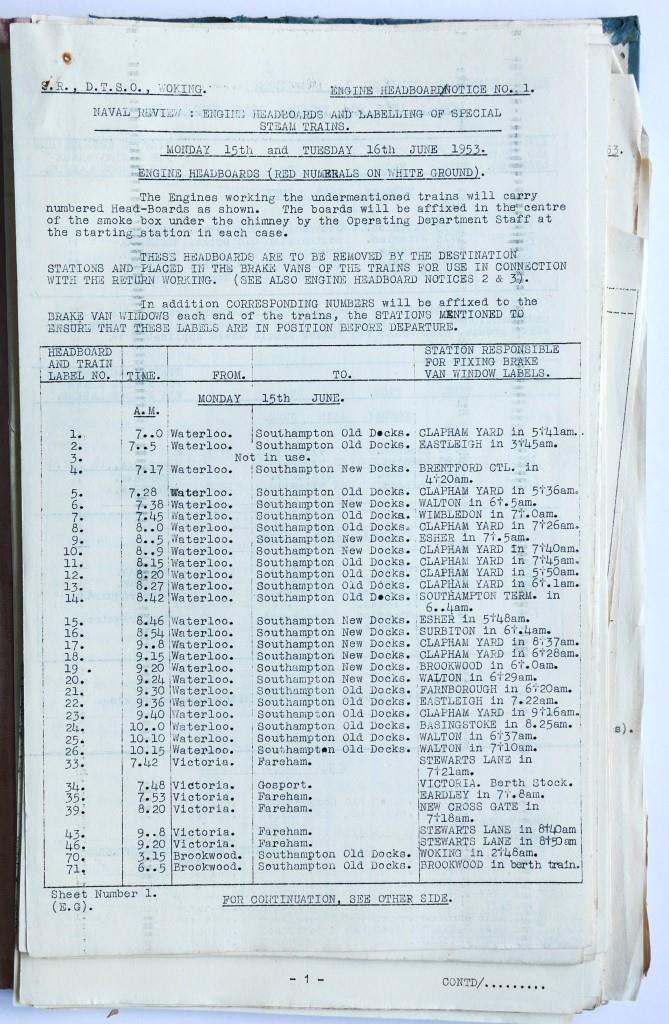 S.R., D.T.S.O., WOKING. ENGINE HEADBOARD NOTICE NO. 1.
NAVAL REVIEW : ENGINE HEADBOARDS AND LABELLING OF SPECIAL
STEAM TRAINS.
MONDAY 15th and TUESDAY 16th JUNE 1953.
ENGINE HEADBOARDS (RED NUMERALS ON WHITE GROUND).
The Engines working the undermentioned trains will carry
numbered Head-Boards as shown. The boards will be affixed in the centre
of the smoke box under the chimney by the Operating Department Staff at
the starting station in each case.
THESE HEADBOARDS ARE TO BE REMOVED BY THE DESTINATION
STATIONS AND PLACED IN THE BRAKE VANS OF THE TRAINS FOR USE IN CONNECTION
WITH THE RETURN WORKING. (SEE ALSO ENGINE HEADBOARD NOTICES 2 & 3).
In addition CORRESPONDING NUMBERS will be affixed to the
BRAKE VAN WINDOWS each end of the trains, the STATIONS MENTIONED TO
ENSURE THAT THESE LABELS ARE IN POSITION BEFORE DEPARTURE.
HEADBOARD AND TRAIN LABEL NO. TIME. FROM. TO. STATION RESPONSIBLE FOR FIXING BRAKE VAN WINDOW LABELS.
MONDAY 15th JUNE.
A.M.
1. 7..0 Waterloo. Southampton Old Docks. CLAPHAM YARD in 5†41am.
2. 7..5 Waterloo. Southampton Old Docks. EASTLEIGH in 3†45am.
3. Not in use.
4. 7.17 Waterloo. Southampton New Docks. BRENTFORD CTL. in
4†20am.
5. 7.28 Waterloo. Southampton Old Docks. CLAPHAM YARD in 5†36am.
6. 7.38 Waterloo. Southampton New Docks. WALTON in 6†.5am.
7. 7.45 Waterloo. Southampton Old Docks. WIMBLEDON in 7†.0am.
8. 8..0 Waterloo. Southampton Old Docks. CLAPHAM YARD in 7†26am.
9. 8..5 Waterloo. Southampton New Docks. ESHER in 7†.5am.
10. 8..9 Waterloo. Southampton New Docks. CLAPHAM YARD in 7†40am.
11. 8.15 Waterloo. Southampton Old Docks. CLAPHAM YARD in 7†45am.
12. 8.20 Waterloo. Southampton Old Docks. CLAPHAM YARD in 5†50am.
13. 8.27 Waterloo. Southampton Old Docks. CLAPHAM YARD in 6†.1am.
14. 8.42 Waterloo. Southampton Old Docks. SOUTHAMPTON TERM. in
6..4am.
15. 8.46 Waterloo. Southampton New Docks. ESHER in 5†48am.
16. 8.54 Waterloo. Southampton New Docks. SURBITON in 6†.4am.
17. 9..8 Waterloo. Southampton New Docks. CLAPHAM YARD in 8†37am.
18. 9.15 Waterloo. Southampton New Docks. CLAPHAM YARD in 6†28am.
19. 9.20 Waterloo. Southampton New Docks. BROOKWOOD in 6†.0am.
20. 9.24 Waterloo. Southampton New Docks. WALTON in 6†29am.
21. 9.30 Waterloo. Southampton Old Docks. FARNBOROUGH in 6†20am.
22. 9.36 Waterloo. Southampton Old Docks. EASTLEIGH in 7.22am.
23. 9.40 Waterloo. Southampton Old Docks. CLAPHAM YARD in 9†16am.
24. 10..0 Waterloo. Southampton Old Docks. BASINGSTOKE in 8.25am.
25. 10.10 Waterloo. Southampton Old Docks. WALTON in 6†37am.
26. 10.15 Waterloo. Southampton Old Docks. WALTON in 7†10am.
33. 7.42 Victoria. Fareham. STEWARTS LANE in
7†21am.
34. 7.48 Victoria. Gosport. VICTORIA. Berth Stock.
35. 7.53 Victoria. Fareham. EARDLEY in 7†.8am.
39. 8.20 Victoria. Fareham. NEW CROSS GATE in
7†18am.
43. 9..8 Victoria. Fareham. STEWARTS LANE in 8†40am
46. 9.20 Victoria. Fareham. STEWARTS LANE in 8†50am
70. 3.15 Brookwood. Southampton Old Docks. WOKING in 2†48am.
71. 6..5 Brookwood. Southampton Old Docks. BROOKWOOD in berth train.
Sheet Number 1.
(E.G). FOR CONTINUATION, SEE OTHER SIDE.
- 1 - CONTD/.........
53.
s).